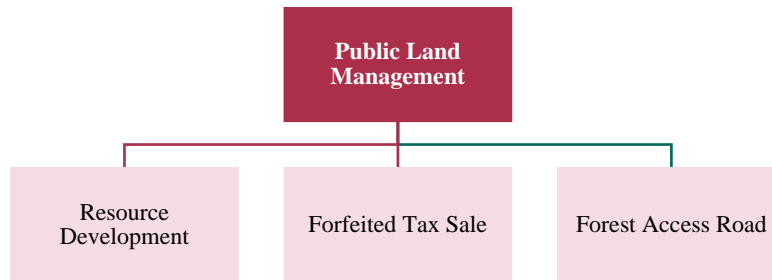 Public Land
Management
Resource
Development
Forfeited Tax Sale
Forest Access Road